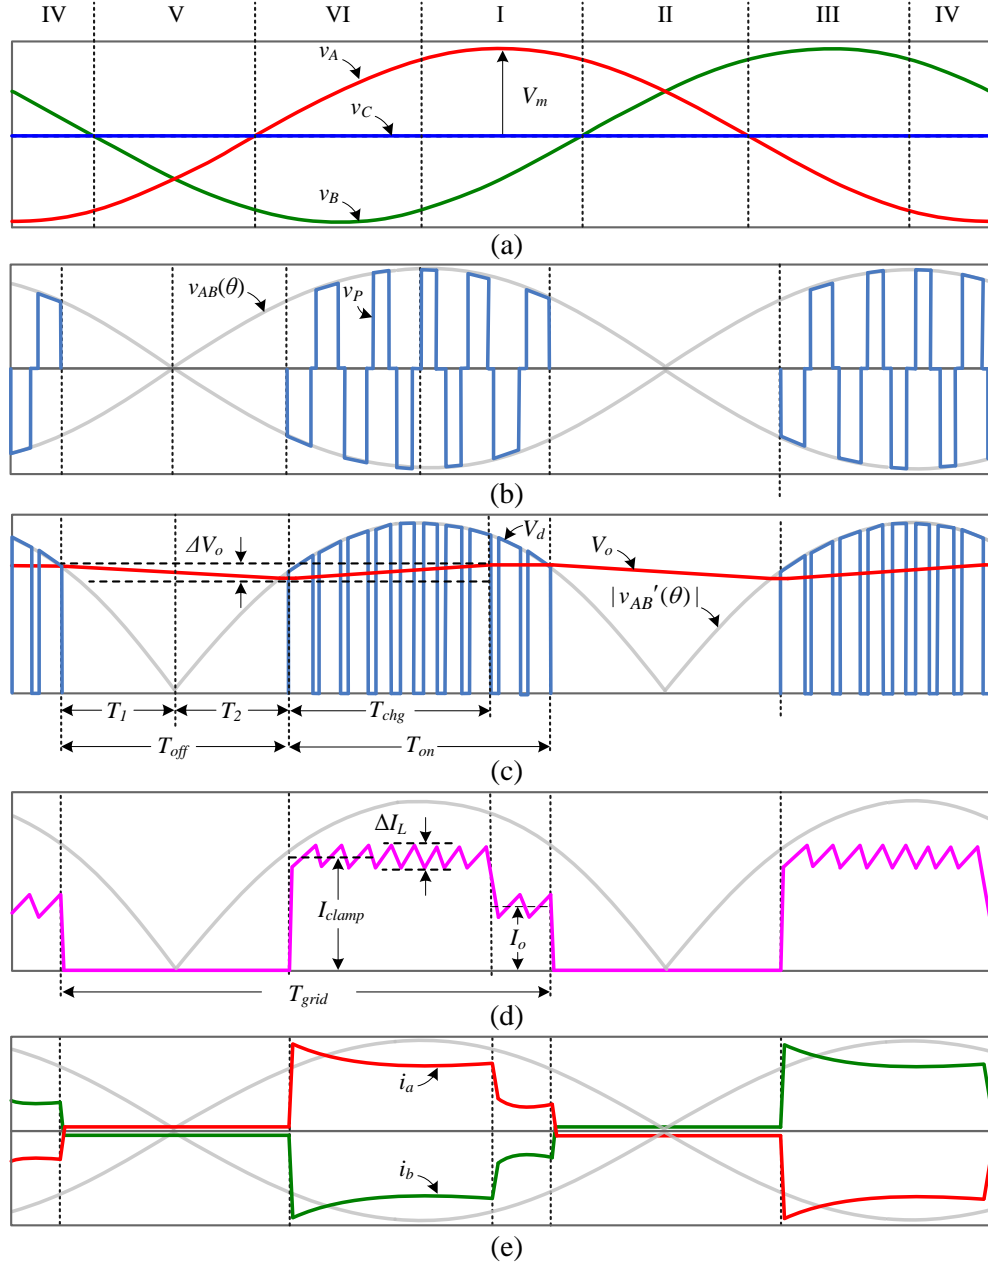 IV V VI I II III IV
v_A
v_C
V_m
v_B
(a)
v_AB(θ) v_P
(b)
ΔV_o V_d V_o
|v_AB'(θ)|
T_1 T_2 T_chg
T_off T_on
(c)
ΔI_L
I_clamp
I_o
T_grid
(d)
i_a
i_b
(e)